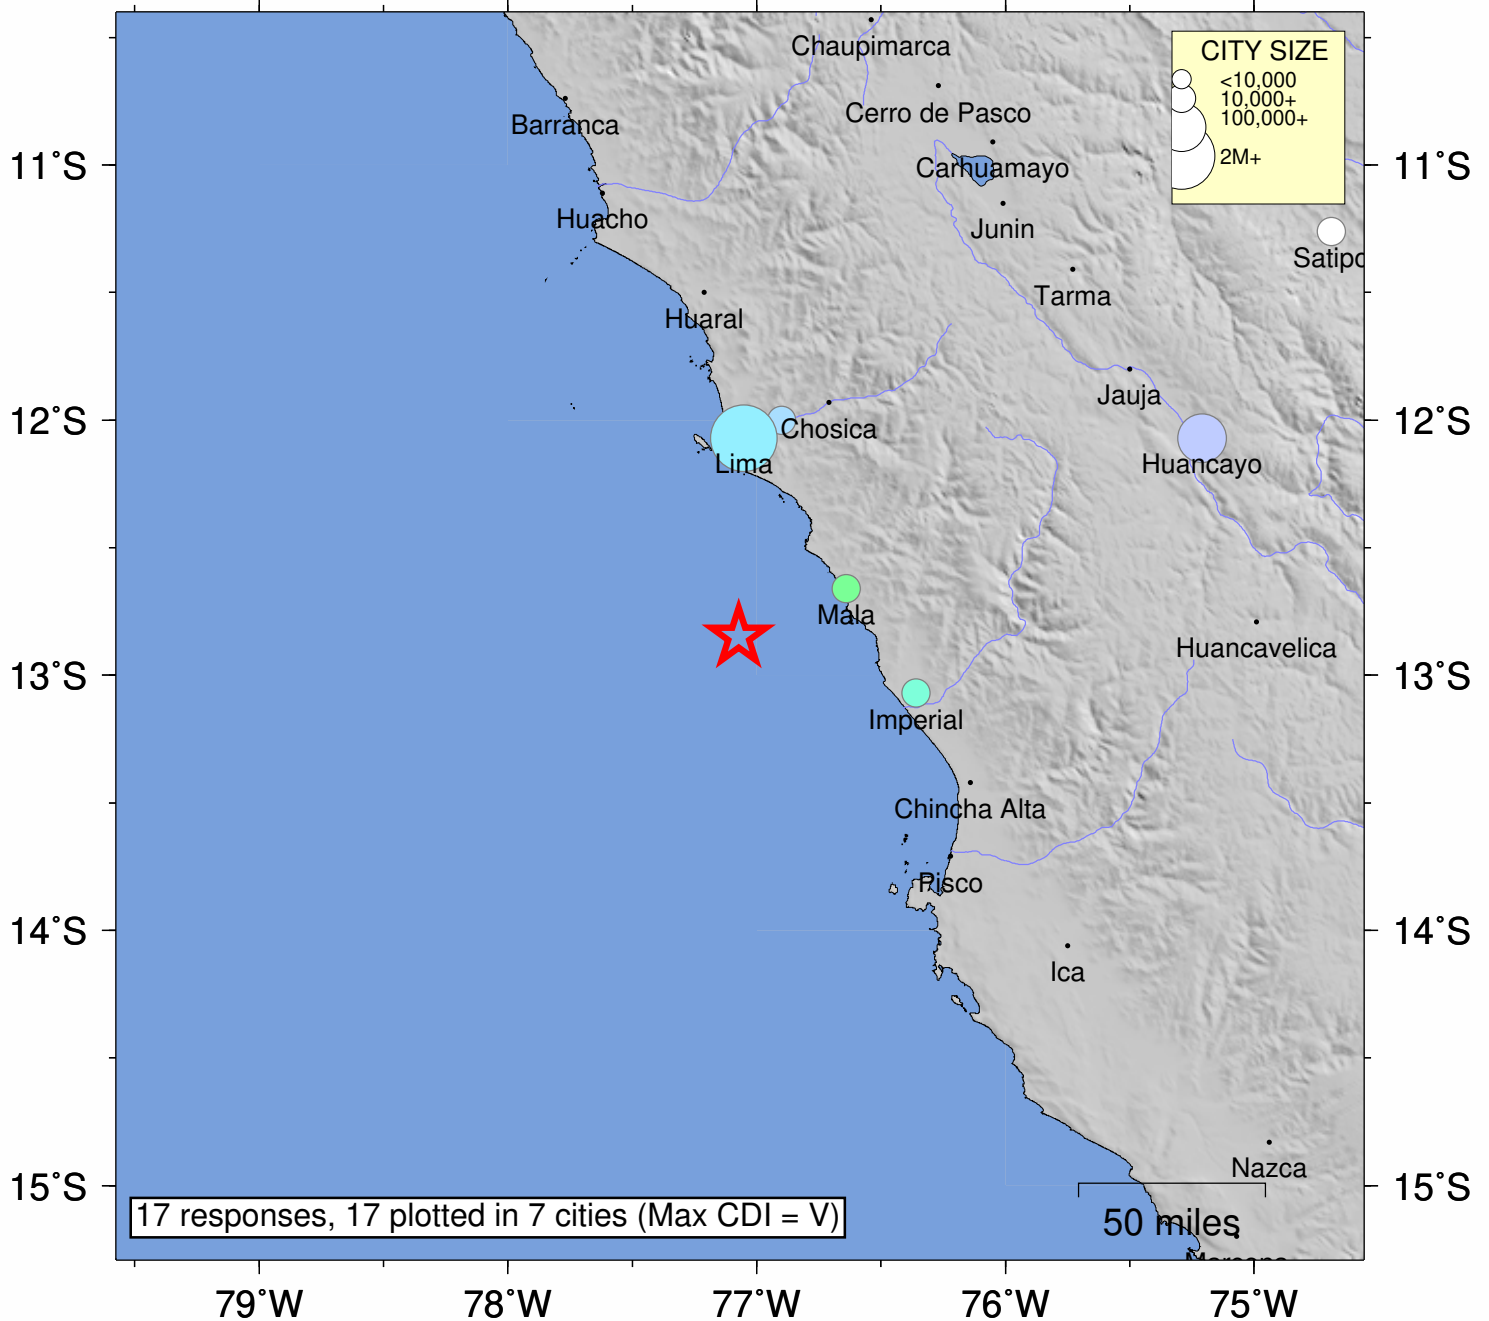 Chaupimarca
CITY SIZE
<10,000
10,000+
100,000+
2M+
Cerro de Pasco
Barranca
11°S
Carhuamayo
11°S
Huacho
Junin
Satipo
Tarma
Huaral
Jauja
12°S
Chosica
12°S
Lima
Huancayo
Mala
Huancavelica
13°S
13°S
Imperial
Chincha Alta
Pisco
14°S
14°S
Ica
Nazca
15°S
15°S
17 responses, 17 plotted in 7 cities (Max CDI = V)
50 miles
79°W
78°W
77°W
76°W
75°W